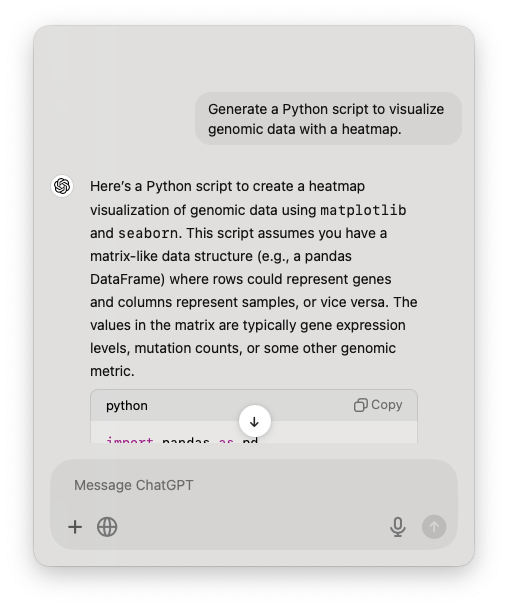 Generate a Python script to visualize
genomic data with a heatmap.
Here’s a Python script to create a heatmap
visualization of genomic data using matplotlib
and seaborn. This script assumes you have a
matrix-like data structure (e.g., a pandas
DataFrame) where rows could represent genes
and columns represent samples, or vice versa. The
values in the matrix are typically gene expression
levels, mutation counts, or some other genomic
metric.
python Copy
import pandas as pd
Message ChatGPT